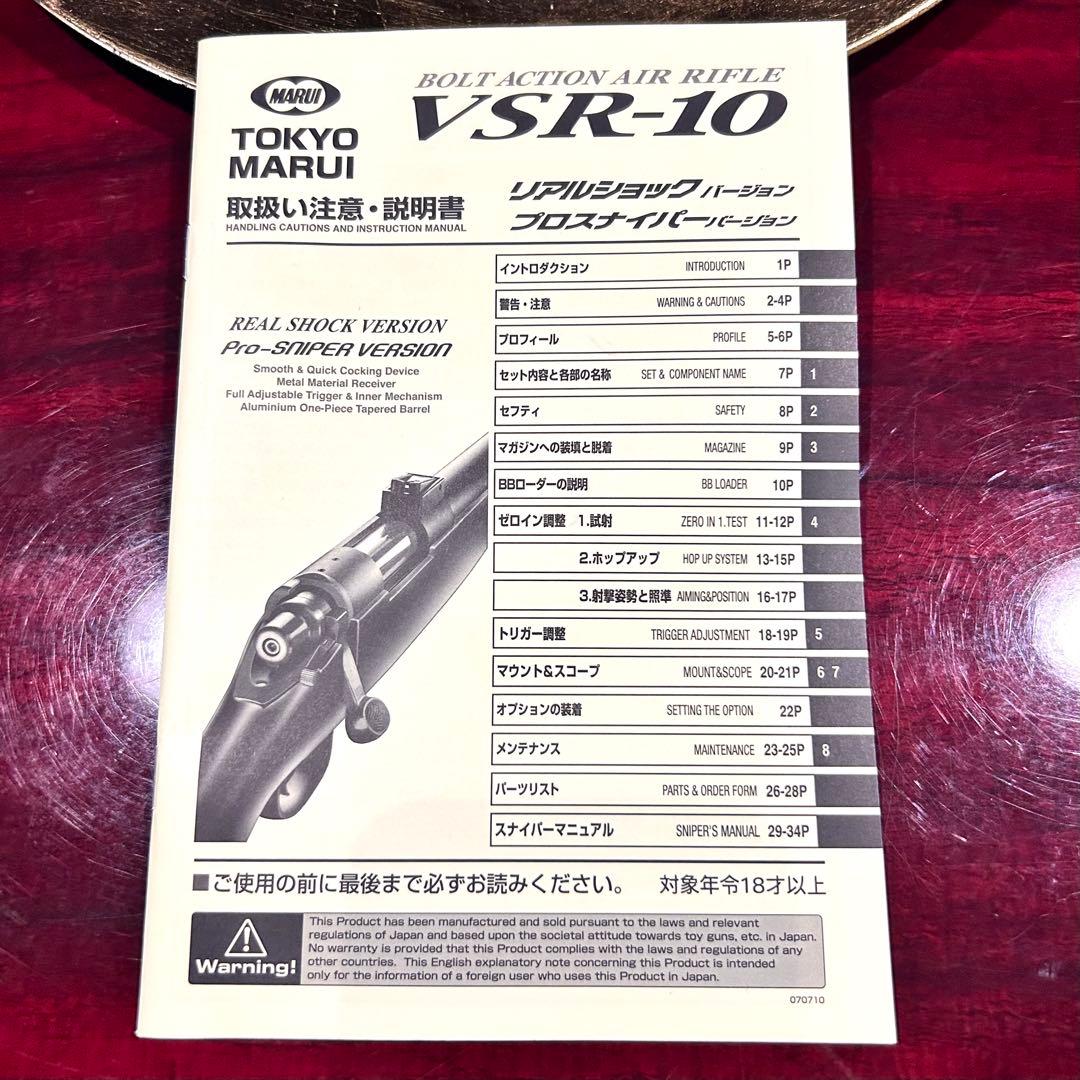 MARUI
TOKYO
MARUI
BOLT ACTION AIR RIFLE
VSR-10
取扱い注意・説明書
HANDLING CAUTIONS AND INSTRUCTION MANUAL
リアルショックバージョン
プロスナイパーバージョン
REAL SHOCK VERSION
Pro-SNIPER VERSION
Smooth & Quick Cocking Device
Metal Material Receiver
Full Adjustable Trigger & Inner Mechanism
Aluminium One-Piece Tapered Barrel
イントロダクション INTRODUCTION 1P
警告・注意 WARNING & CAUTIONS 2-4P
プロフィール PROFILE 5-6P
セット内容と各部の名称 SET & COMPONENT NAME 7P 1
セフティ SAFETY 8P 2
マガジンへの装填と脱着 MAGAZINE 9P 3
BBローダーの説明 BB LOADER 10P
ゼロイン調整 1.試射 ZERO IN 1.TEST 11-12P 4
2.ホップアップ HOP UP SYSTEM 13-15P
3.射撃姿勢と照準 AIMING&POSITION 16-17P
トリガー調整 TRIGGER ADJUSTMENT 18-19P 5
マウント&スコープ MOUNT&SCOPE 20-21P 6 7
オプションの装着 SETTING THE OPTION 22P
メンテナンス MAINTENANCE 23-25P 8
パーツリスト PARTS & ORDER FORM 26-28P
スナイパーマニュアル SNIPER'S MANUAL 29-34P
■ご使用の前に最後まで必ずお読みください。 対象年令18才以上
Warning!
This Product has been manufactured and sold pursuant to the laws and relevant
regulations of Japan and based upon the societal attitude towards toy guns, etc. in Japan.
No warranty is provided that this Product complies with the laws and regulations of any
other countries. This English explanatory note concerning this Product is intended
only for the information of a foreign user who uses this Product in Japan.
070710